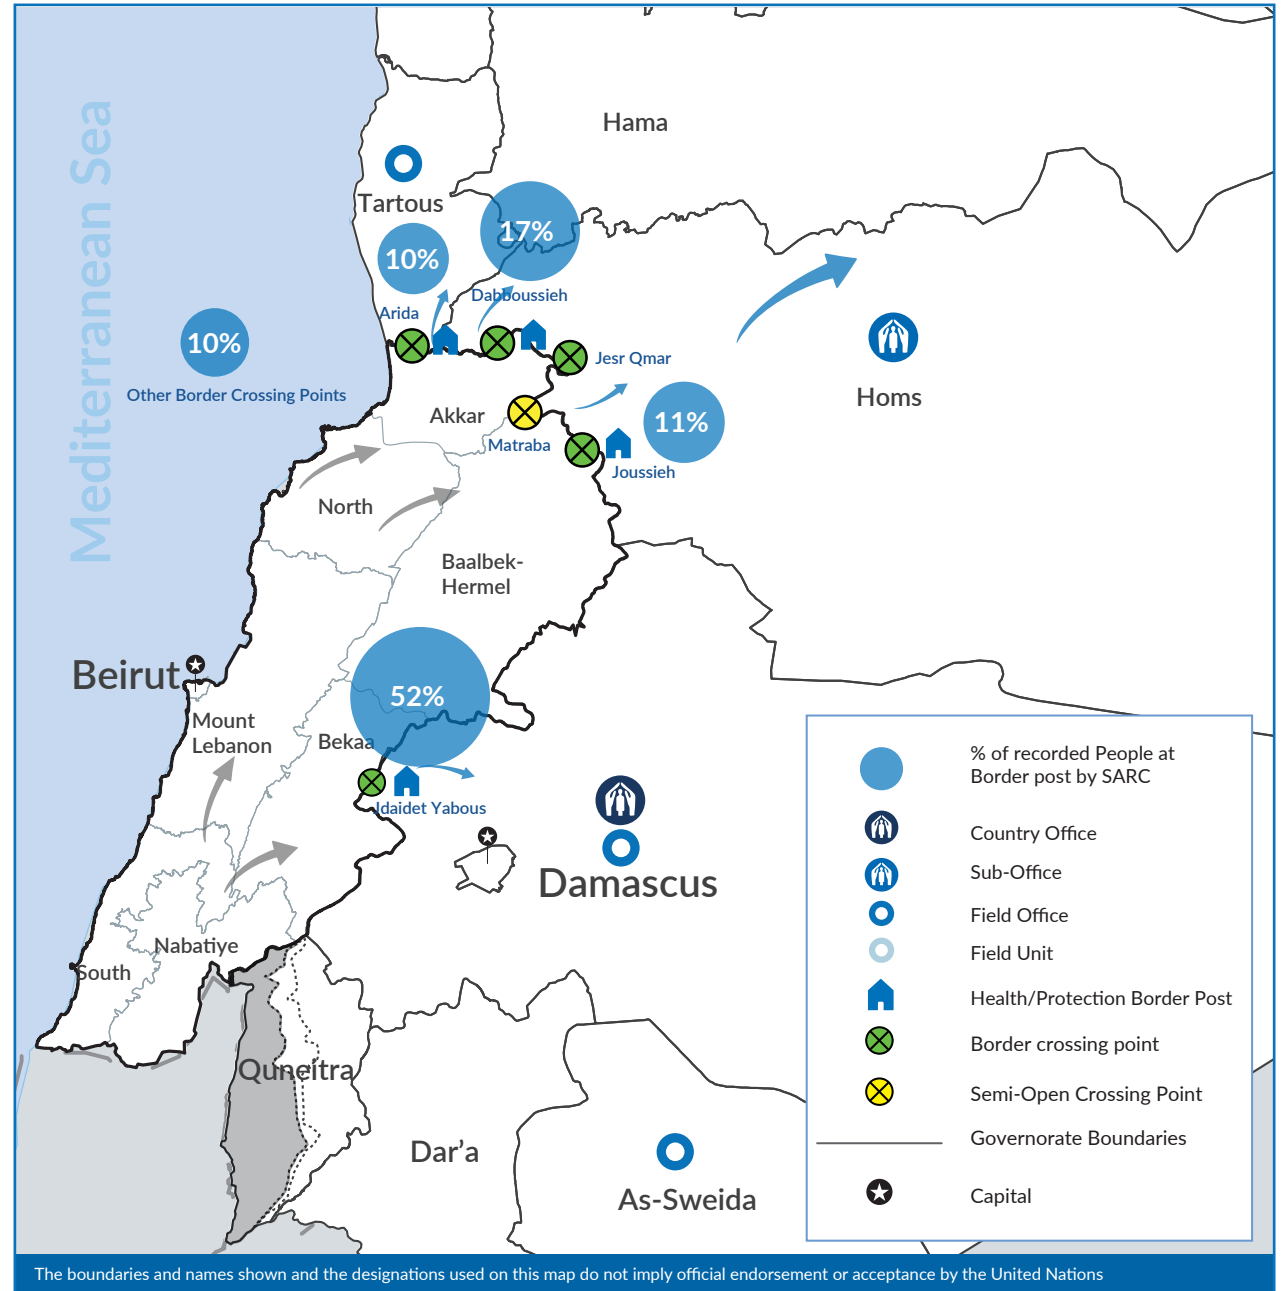 Mediterranean Sea
Hama
Tartous
17%
10%
Dabboussieh
Arida
10%
Jesr Qmar
Other Border Crossing Points
Homs
Akkar
11%
Matraba
Joussieh
North
Baalbek-
Hermel
Beirut
52%
Mount
Lebanon
Bekaa
Jdaidet Yabous
Damascus
Nabatiye
South
Quneitra
Dar’a
As-Sweida
% of recorded People at
Border post by SARC
Country Office
Sub-Office
Field Office
Field Unit
Health/Protection Border Post
Border crossing point
Semi-Open Crossing Point
Governorate Boundaries
Capital
The boundaries and names shown and the designations used on this map do not imply official endorsement or acceptance by the United Nations